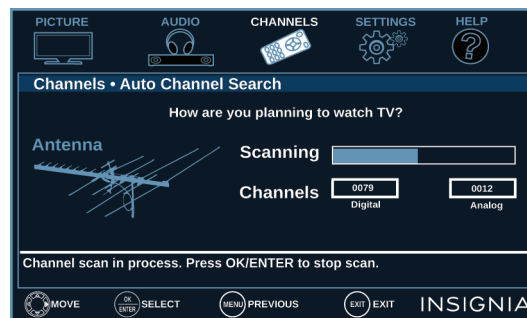 PICTURE AUDIO CHANNELS SETTINGS HELP
Channels • Auto Channel Search
How are you planning to watch TV?
Antenna
Scanning
Channels 0079 0012
Digital Analog
Channel scan in process. Press OK/ENTER to stop scan.
MOVE OK ENTER SELECT MENU PREVIOUS EXIT EXIT INSIGNIA